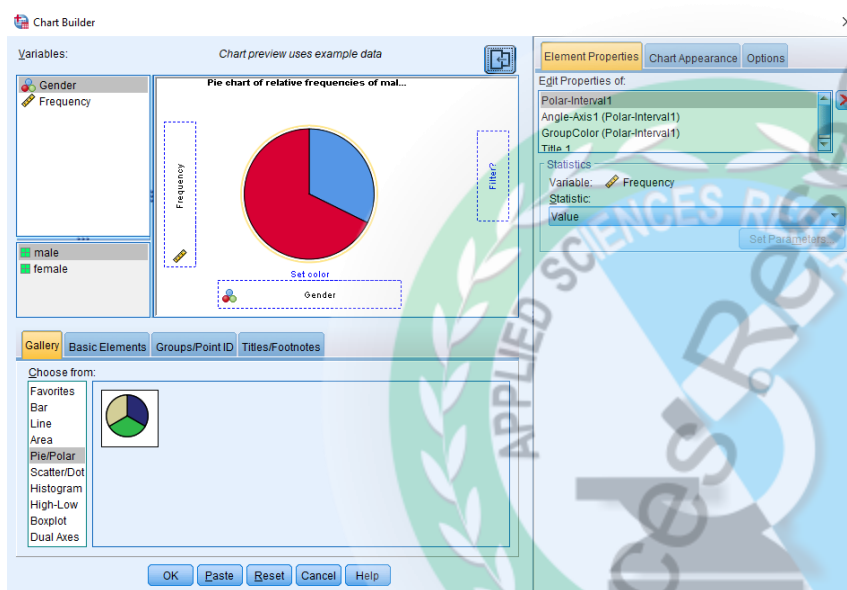 Chart Builder
Variables:
Chart preview uses example data
Gender
Frequency
male
female
Pie chart of relative frequencies of mal...
Frequency
Filter?
Set color
Gender
Gallery
Basic Elements
Groups/Point ID
Titles/Footnotes
Choose from:
Favorites
Bar
Line
Area
Pie/Polar
Scatter/Dot
Histogram
High-Low
Boxplot
Dual Axes
OK
Paste
Reset
Cancel
Help
Element Properties
Chart Appearance
Options
Edit Properties of:
Polar-Interval1
Angle-Axis1 (Polar-Interval1)
GroupColor (Polar-Interval1)
Title 1
Statistics
Variable: Frequency
Statistic:
Value
Set Parameters
APPLIED SCIENCES